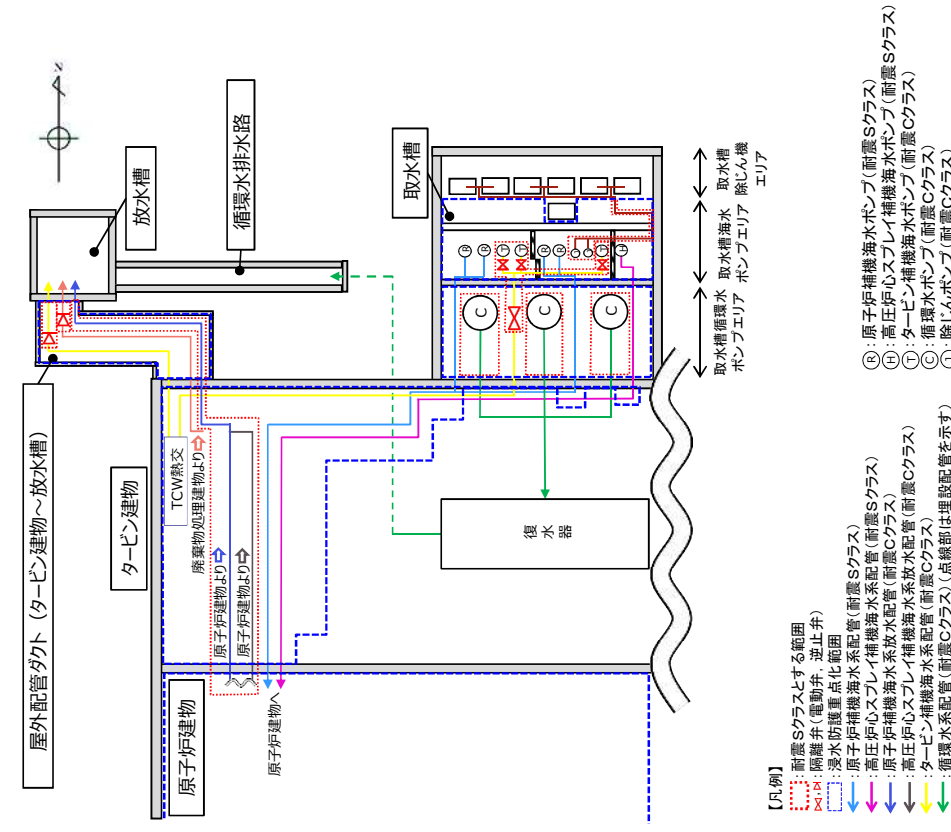 z
放水槽
循環水排水路
取水槽
屋外配管ダクト（タービン建物～放水槽）
タービン建物
原子炉建物
TCW熱交
廃棄物処理建物より
原子炉建物より
原子炉建物より
原子炉建物へ
復水器
取水槽
除じん機
エリア
取水槽海水
ポンプエリア
取水槽循環水
ポンプエリア
R
R
T
T
R
R
J
J
T
H
C
C
C
【凡例】
:耐震Sクラスとする範囲
:隔離弁(電動弁,逆止弁)
:浸水防護重点化範囲
:原子炉補機海水系配管(耐震Sクラス)
:高圧炉心スプレイ補機海水系配管(耐震Sクラス)
:原子炉補機海水系放水配管(耐震Cクラス)
:高圧炉心スプレイ補機海水系放水配管(耐震Cクラス)
:タービン補機海水系配管(耐震Cクラス)
:循環水系配管(耐震Cクラス)(点線部は埋設配管を示す)
R:原子炉補機海水ポンプ(耐震Sクラス)
H:高圧炉心スプレイ補機海水ポンプ(耐震Sクラス)
T:タービン補機海水ポンプ(耐震Cクラス)
C:循環水ポンプ(耐震Cクラス)
J:除じんポンプ(耐震Cクラス)